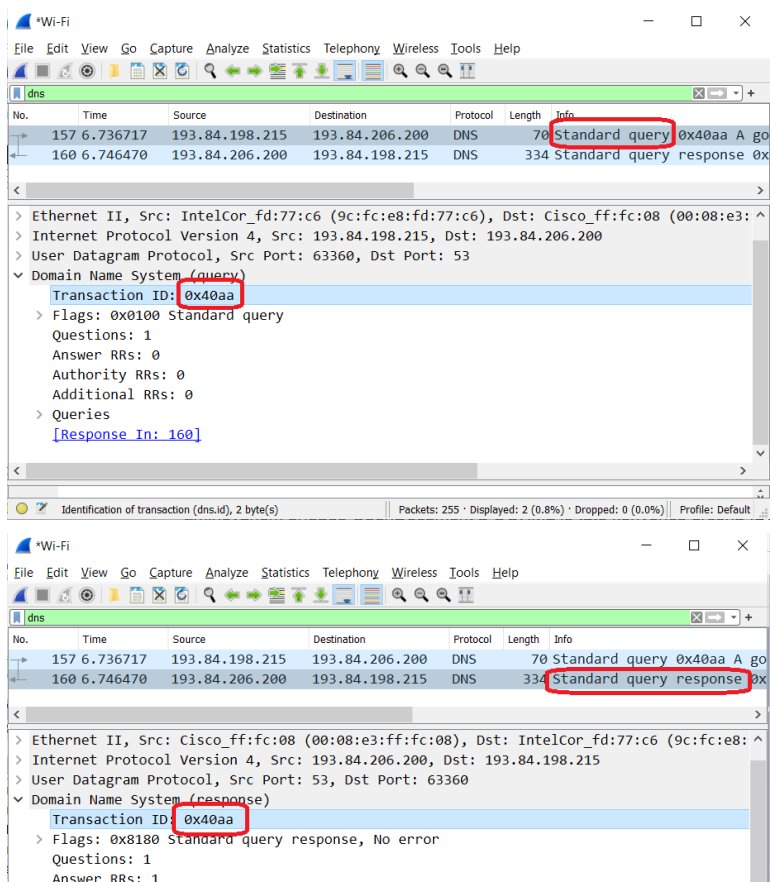 *Wi-Fi
File Edit View Go Capture Analyze Statistics Telephony Wireless Tools Help
dns
No. Time Source Destination Protocol Length Info
157 6.736717 193.84.198.215 193.84.206.200 DNS 70 Standard query 0x40aa A go
160 6.746470 193.84.206.200 193.84.198.215 DNS 334 Standard query response 0x
> Ethernet II, Src: IntelCor_fd:77:c6 (9c:fc:e8:fd:77:c6), Dst: Cisco_ff:fc:08 (00:08:e3:
> Internet Protocol Version 4, Src: 193.84.198.215, Dst: 193.84.206.200
> User Datagram Protocol, Src Port: 63360, Dst Port: 53
Domain Name System (query)
Transaction ID: 0x40aa
> Flags: 0x0100 Standard query
Questions: 1
Answer RRs: 0
Authority RRs: 0
Additional RRs: 0
> Queries
[Response In: 160]
Identification of transaction (dns.id), 2 byte(s) Packets: 255 · Displayed: 2 (0.8%) · Dropped: 0 (0.0%) Profile: Default
*Wi-Fi
File Edit View Go Capture Analyze Statistics Telephony Wireless Tools Help
dns
No. Time Source Destination Protocol Length Info
157 6.736717 193.84.198.215 193.84.206.200 DNS 70 Standard query 0x40aa A go
160 6.746470 193.84.206.200 193.84.198.215 DNS 334 Standard query response 0x
> Ethernet II, Src: Cisco_ff:fc:08 (00:08:e3:ff:fc:08), Dst: IntelCor_fd:77:c6 (9c:fc:e8:
> Internet Protocol Version 4, Src: 193.84.206.200, Dst: 193.84.198.215
> User Datagram Protocol, Src Port: 53, Dst Port: 63360
Domain Name System (response)
Transaction ID: 0x40aa
> Flags: 0x8180 Standard query response, No error
Questions: 1
Answer RRs: 1